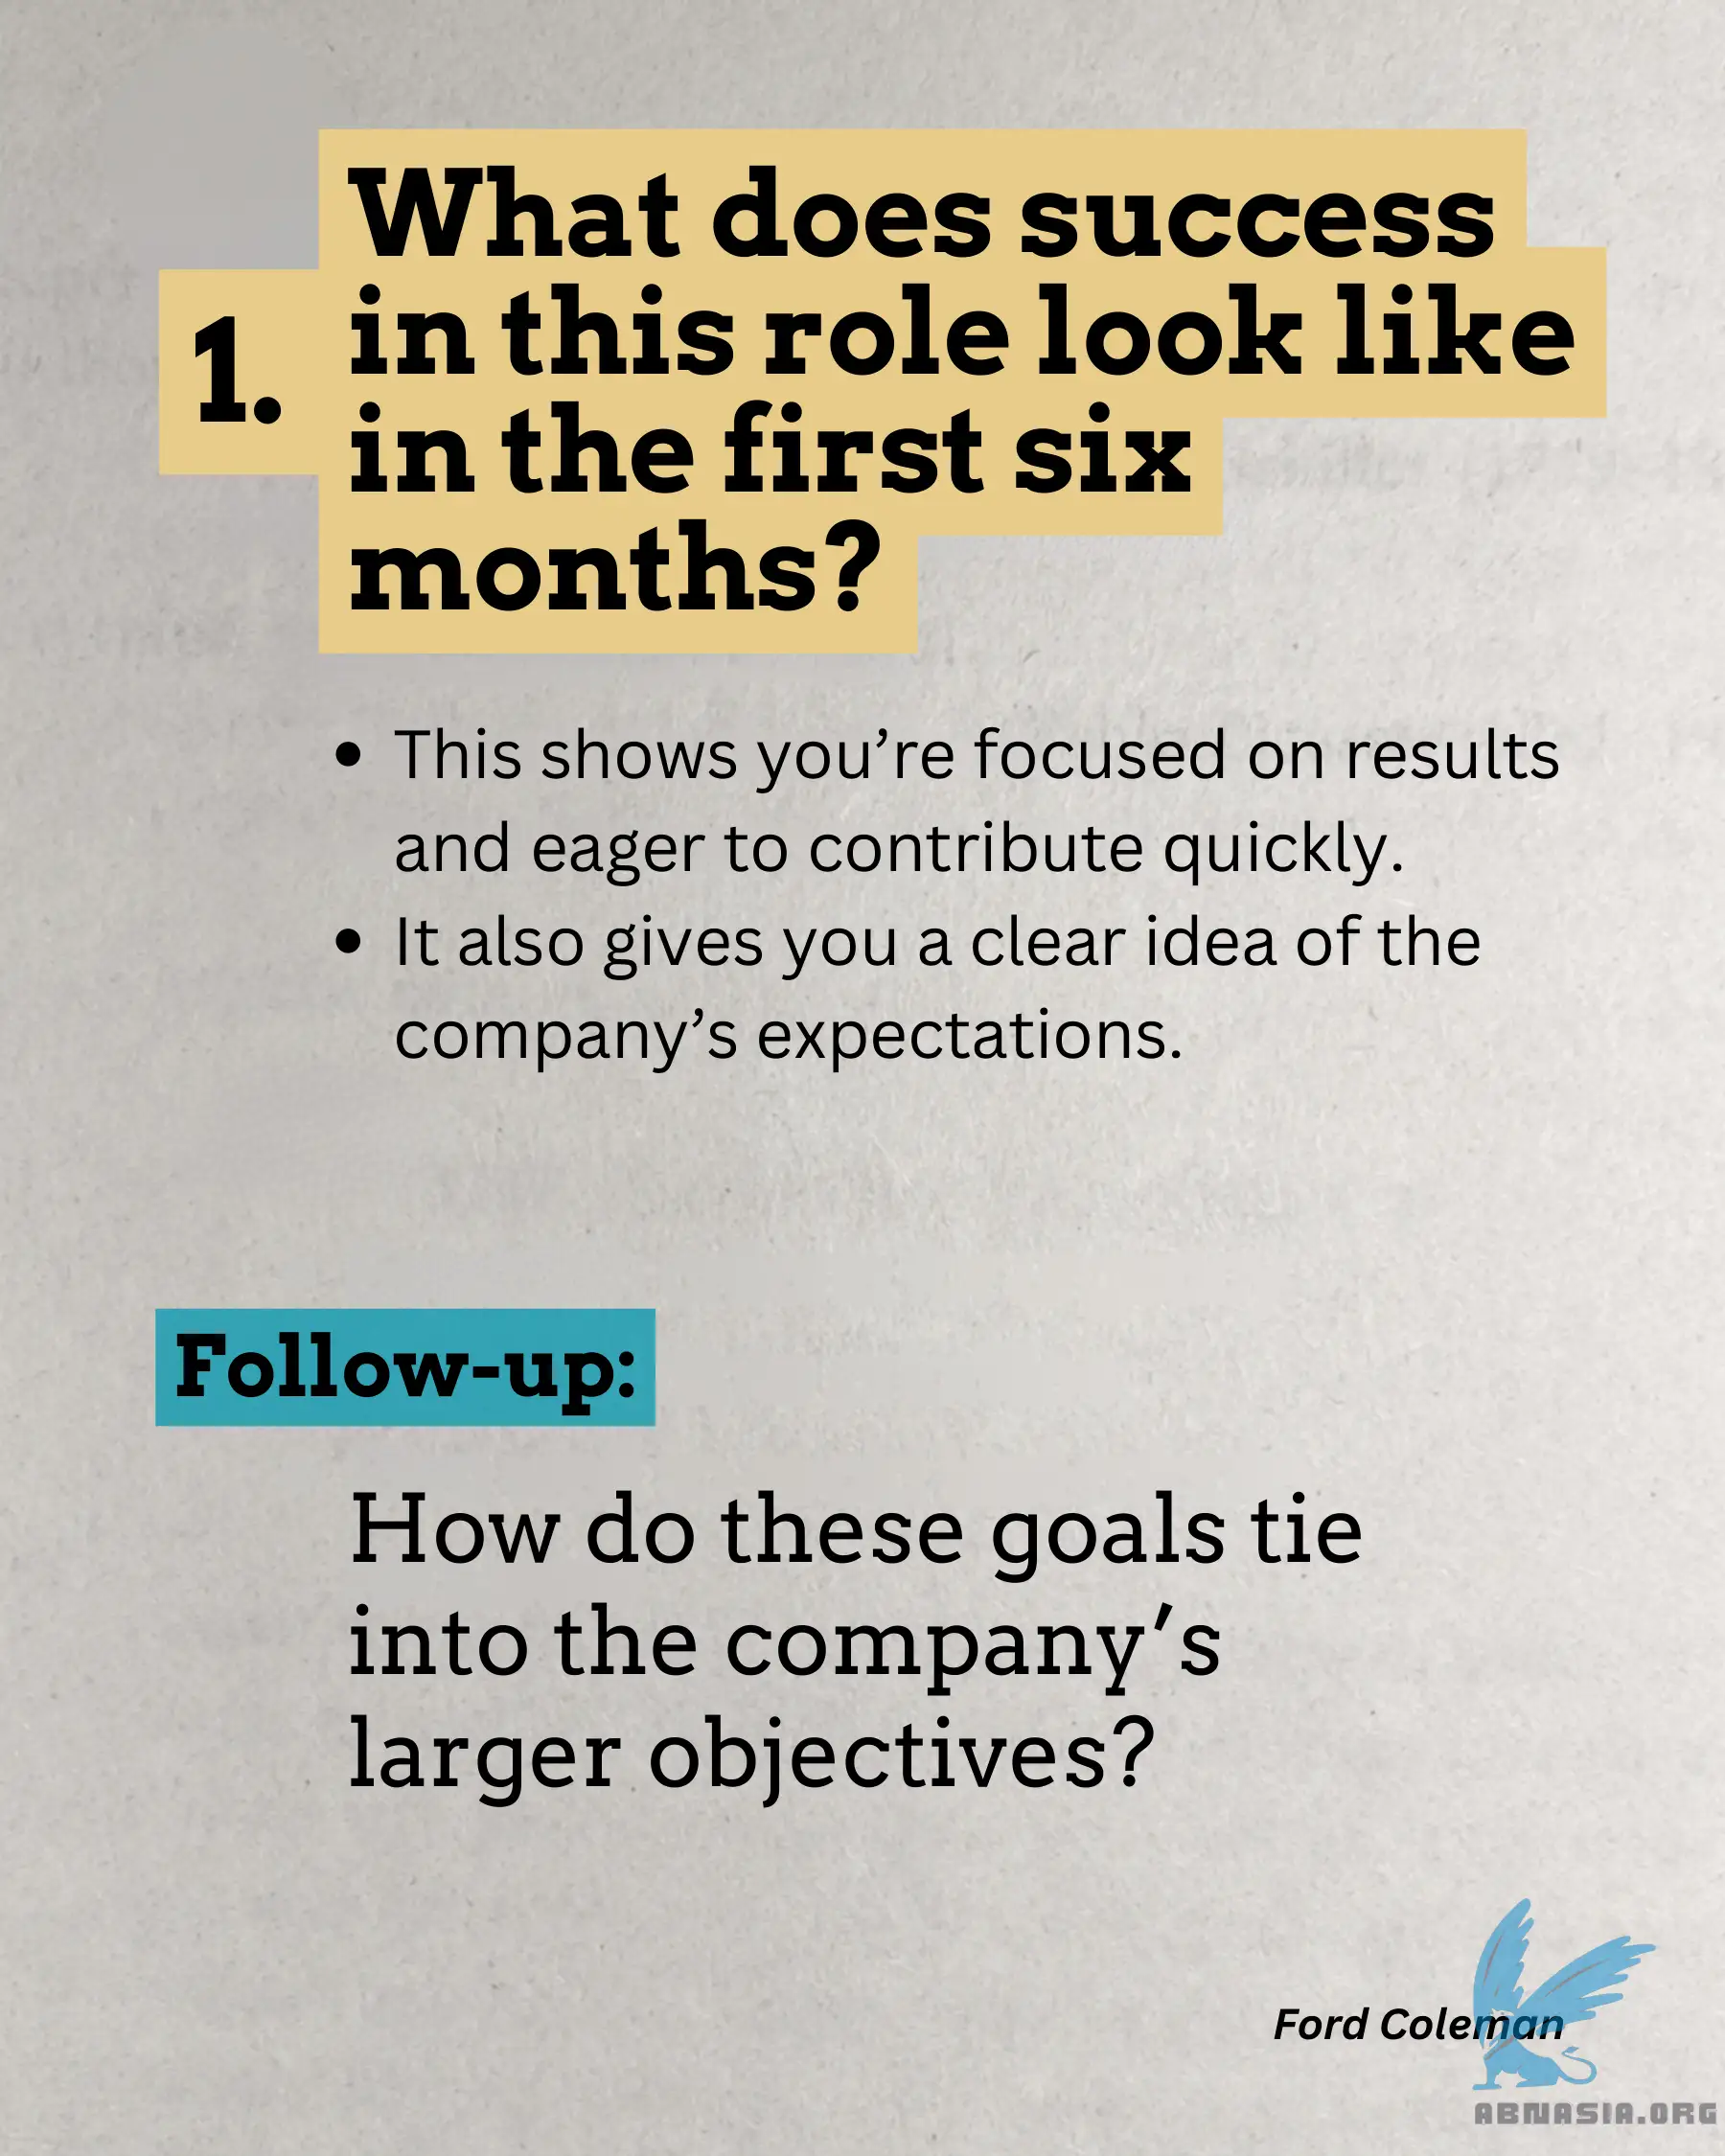 What does success
1. in this role look like
in the first six
months?
• This shows you’re focused on results
and eager to contribute quickly.
• It also gives you a clear idea of the
company’s expectations.
Follow-up:
How do these goals tie
into the company’s
larger objectives?
Ford Coleman
ABNASIA.ORG